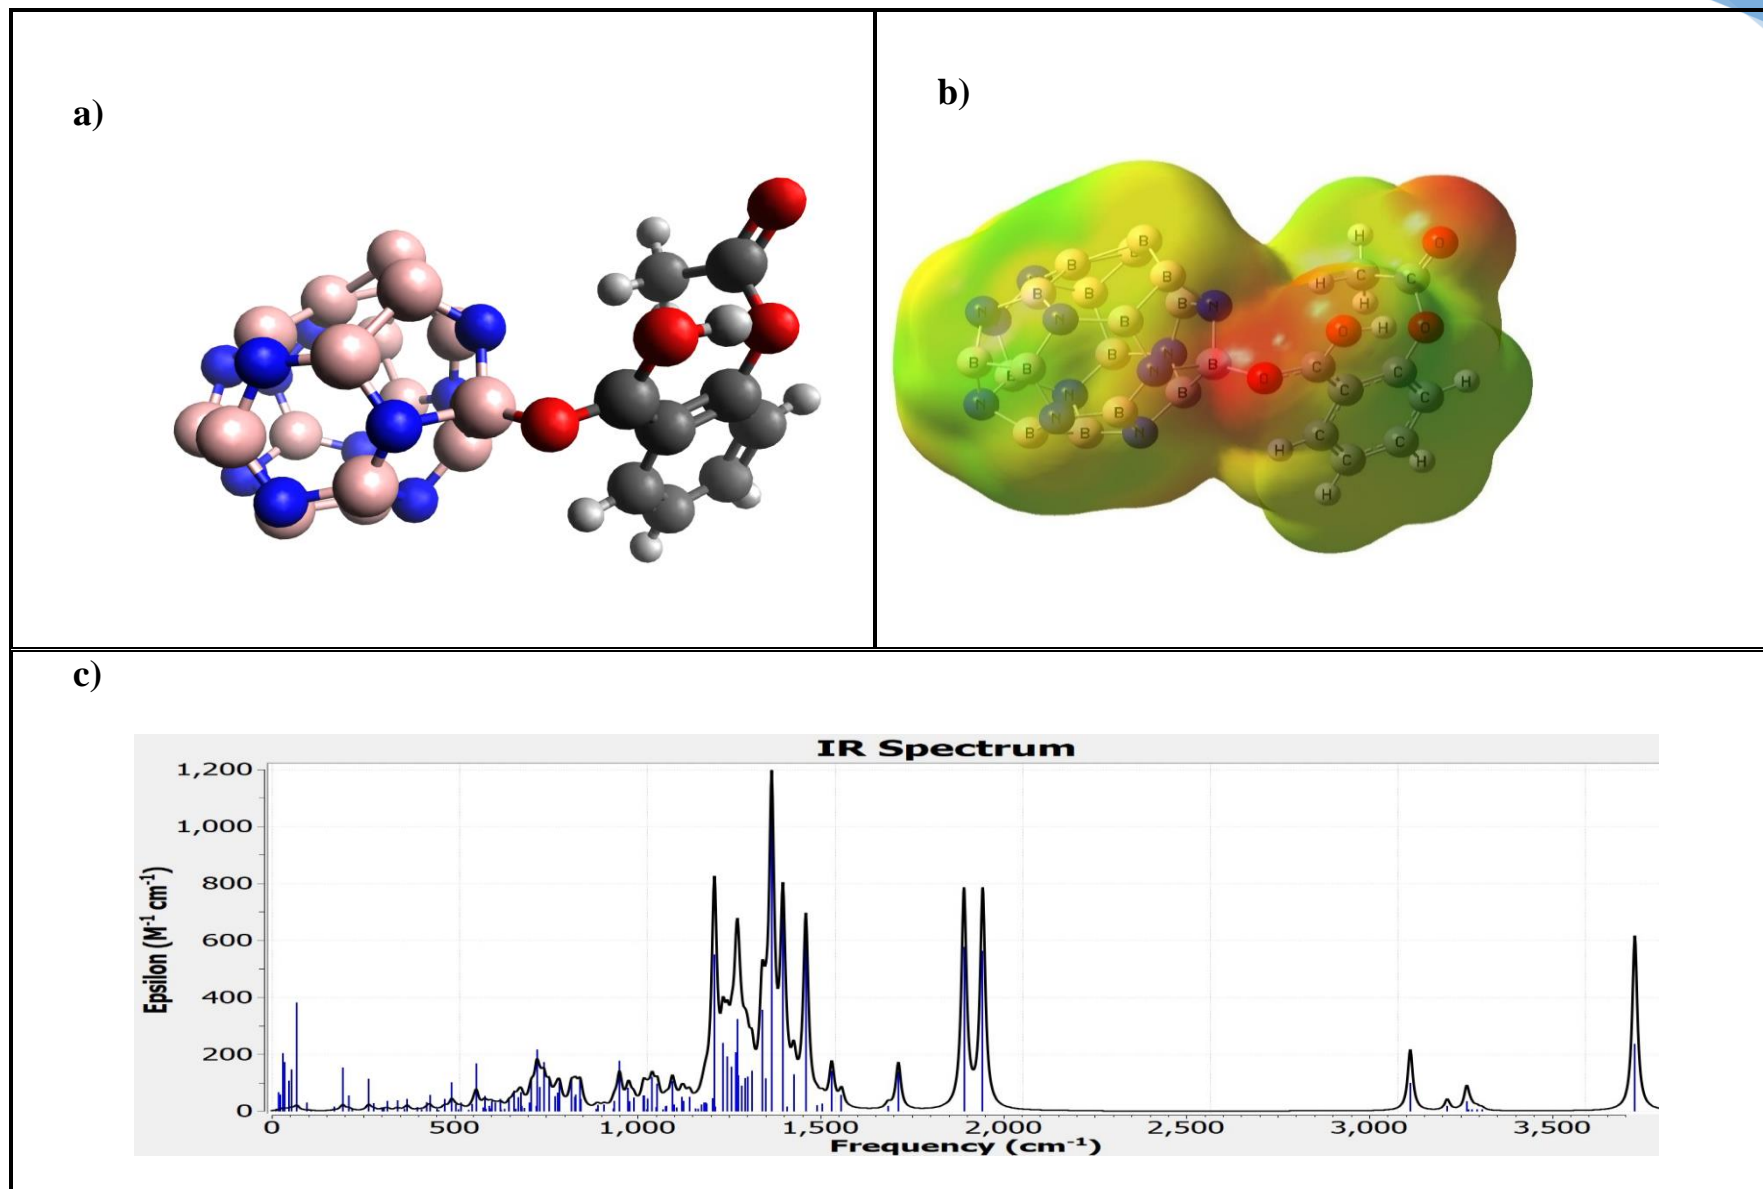 a)
b)
B
B
B
B
B
B
B
B
N
N
N
N
B
B
N
N
B
B
B
O
C
B
N
N
N
B
B
B
B
N
H
O
H
C
C
H
O
H
O
C
C
C
H
C
C
H
C
H
H
c)
IR Spectrum
1,200
1,000
800
600
400
200
0
Epsilon (M-1 cm-1)
0 500 1,000 1,500 2,000 2,500 3,000 3,500
Frequency (cm-1)